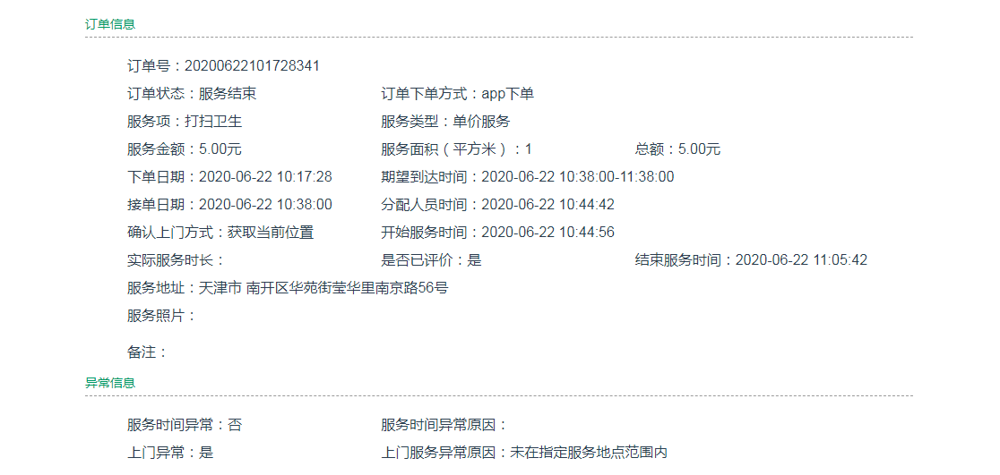 订单信息
订单号：20200622101728341
订单状态：服务结束 订单下单方式：app下单
服务项：打扫卫生 服务类型：单价服务
服务金额：5.00元 服务面积（平方米）：1 总额：5.00元
下单日期：2020-06-22 10:17:28 期望到达时间：2020-06-22 10:38:00-11:38:00
接单日期：2020-06-22 10:38:00 分配人员时间：2020-06-22 10:44:42
确认上门方式：获取当前位置 开始服务时间：2020-06-22 10:44:56
实际服务时长： 是否已评价：是 结束服务时间：2020-06-22 11:05:42
服务地址：天津市 南开区华苑街莹华里南京路56号
服务照片：
备注：
异常信息
服务时间异常：否 服务时间异常原因：
上门异常：是 上门服务异常原因：未在指定服务地点范围内